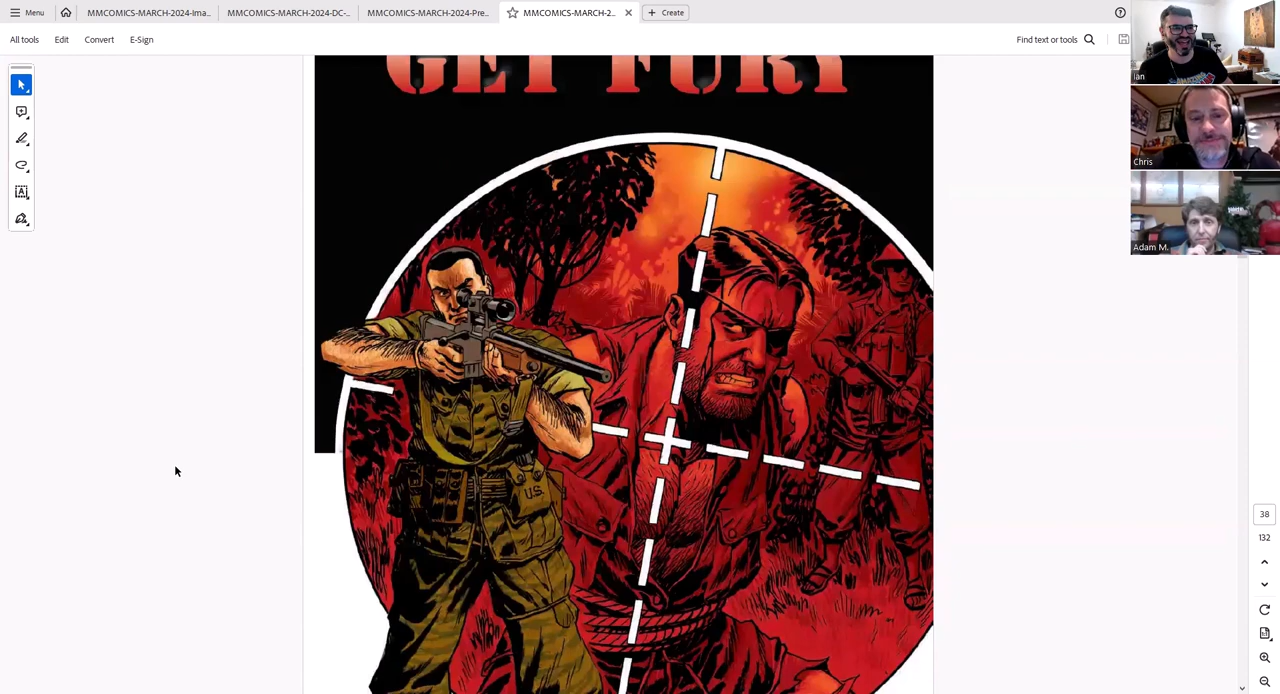 Menu
MMCOMICS-MARCH-2024-Ima...
MMCOMICS-MARCH-2024-DC-...
MMCOMICS-MARCH-2024-Pre...
MMCOMICS-MARCH-2...
Create
All tools
Edit
Convert
E-Sign
Find text or tools
GET FURY
U.S.
38
132
Ian
Chris
Adam M.